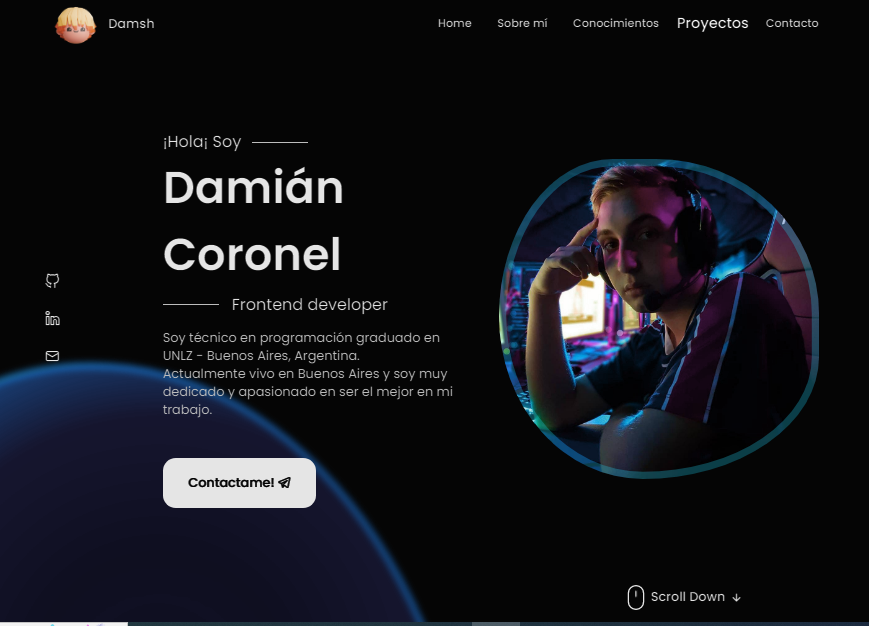 Damsh
Home Sobre mí Conocimientos Proyectos Contacto
¡Hola¡ Soy
Damián
Coronel
Frontend developer
Soy técnico en programación graduado en
UNLZ - Buenos Aires, Argentina.
Actualmente vivo en Buenos Aires y soy muy
dedicado y apasionado en ser el mejor en mi
trabajo.
Contactame!
Scroll Down ↓